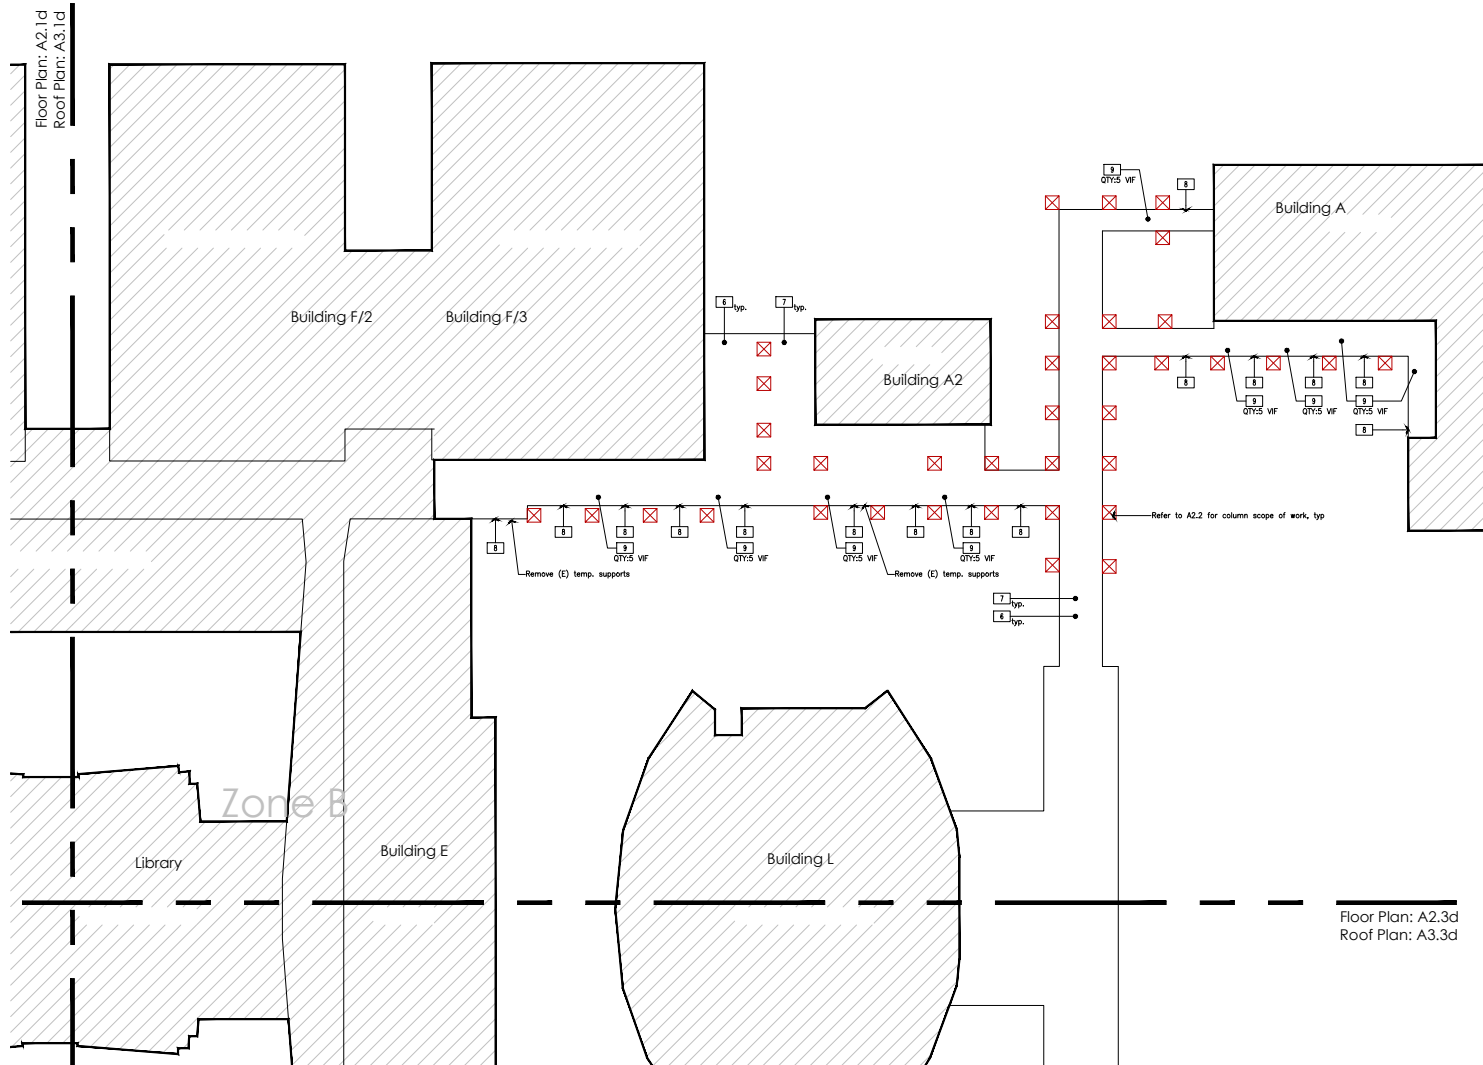 Floor Plan: A2.1d
Roof Plan: A3.1d
9
QTY:5 VIF
8
Building A
6
typ.
7
typ.
Building F/2
Building F/3
Building A2
8
8
8
8
9
QTY:5 VIF
9
QTY:5 VIF
9
QTY:5 VIF
8
Refer to A2.2 for column scope of work, typ
8
8
8
8
8
8
8
8
8
9
QTY:5 VIF
9
QTY:5 VIF
9
QTY:5 VIF
9
QTY:5 VIF
Remove (E) temp. supports
Remove (E) temp. supports
7
typ.
6
typ.
Zone B
Library
Building E
Building L
Floor Plan: A2.3d
Roof Plan: A3.3d